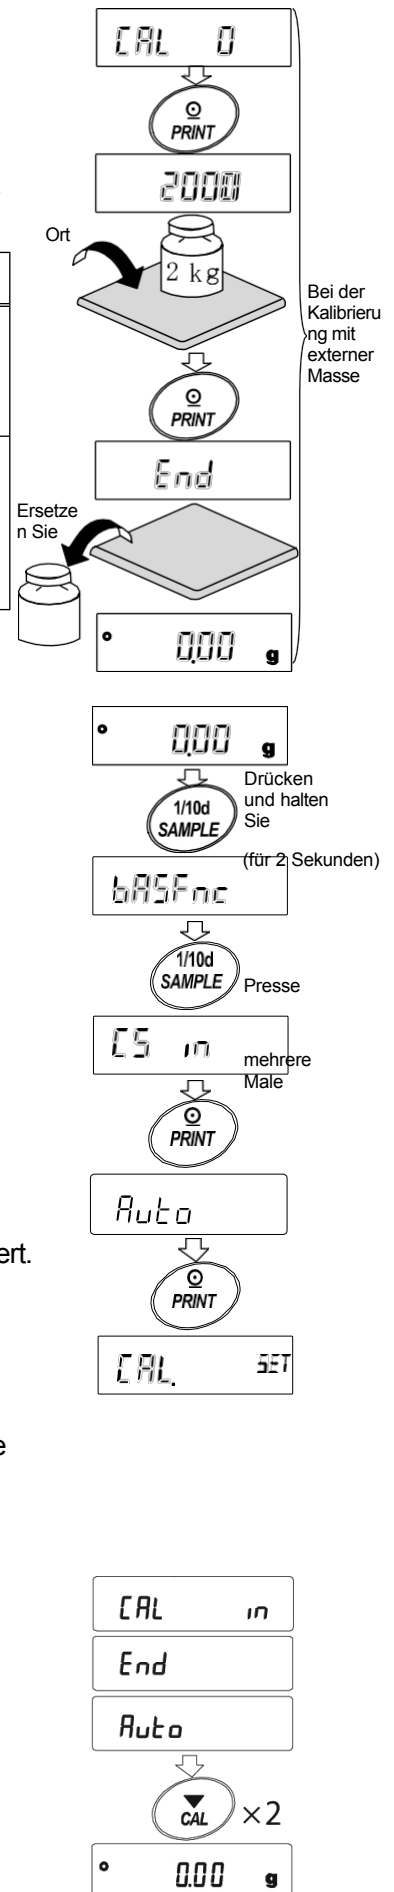 CAL 0
PRINT
2000
Ort
2 kg
Bei der
Kalibrieru
ng mit
externer
Masse
PRINT
End
Ersetze
n Sie
0.00 g
0.00 g
Drücken
und halten
Sie
1/10d
SAMPLE
(für 2 Sekunden)
bASFnc
1/10d
SAMPLE
Presse
CS in
mehrere
Male
PRINT
Auto
ert.
PRINT
CAL. SET
e
CAL in
End
Auto
CAL ×2
0.00 g